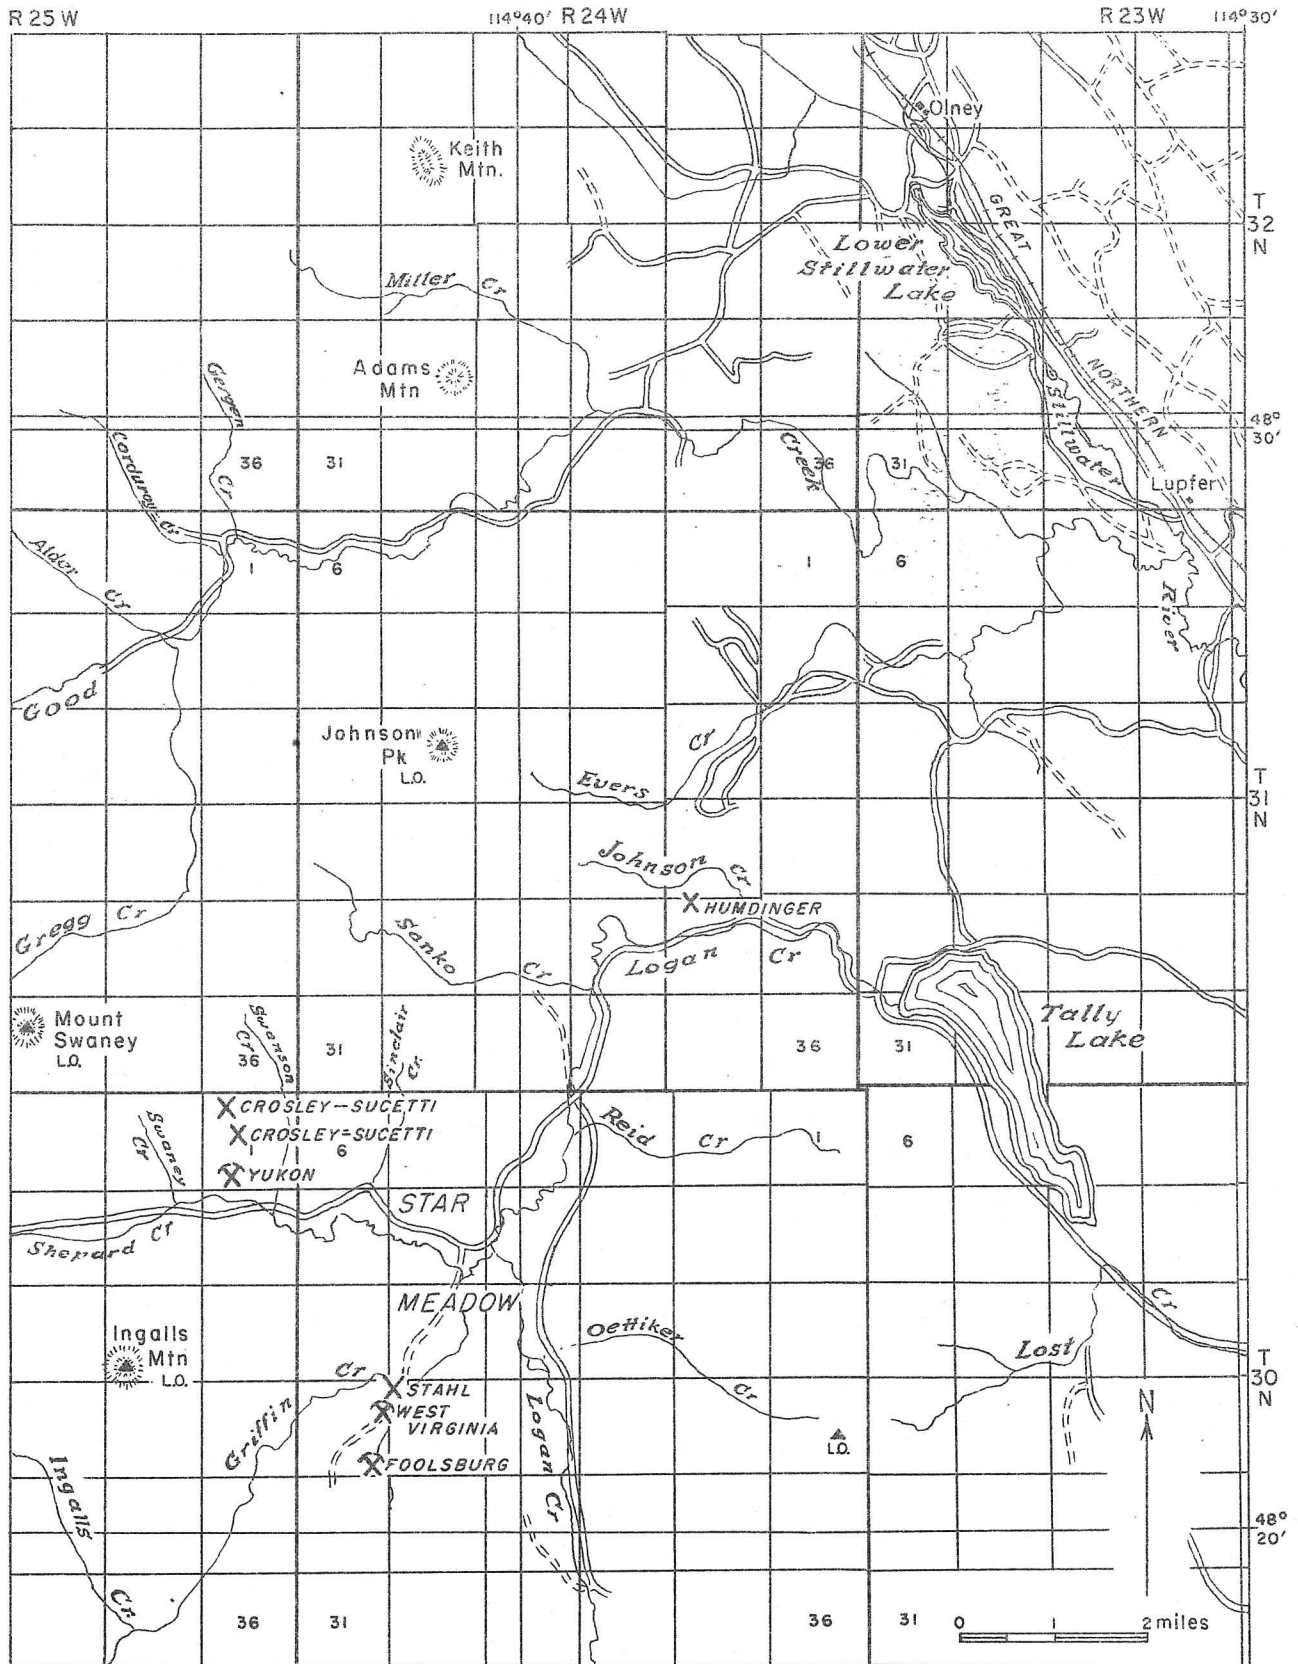 R 25 W 114°40' R 24 W R 23 W 114°30'
Olney
Keith
Mtn.
GREAT
T
32
N
Lower
Stillwater
Lake
Miller Cr
Adams
Mtn
NORTHERN
Gergen
Cr
Corduroy Cr
Stillwater
River
48°
30'
36 31 Creek 36 31
Lupfer
Alder Cr
1 6 1 6
Good
Johnson
Pk
L.O.
Evers Cr
T
31
N
Johnson Cr
HUMDINGER
Gregg Cr
Sanko Cr
Logan Cr
Mount
Swaney
L.O.
Swanson
Cr
Sinclair
Cr.
Tally
Lake
36 31 36 31
CROSLEY-SUCETTI
CROSLEY=SUCETTI
Swaney
Cr
Reid Cr
1 6 1 6
YUKON
STAR
Shepard Cr
MEADOW
Cr
Ingalls
Mtn
L.O.
Oettiker
Cr
Lost
T
30
N
Griffin Cr
STAHL
WEST
VIRGINIA
FOOLSBURG
Logan Cr
L.O.
N
Ingalls
Cr
48°
20'
36 31 36 31
0 1 2 miles